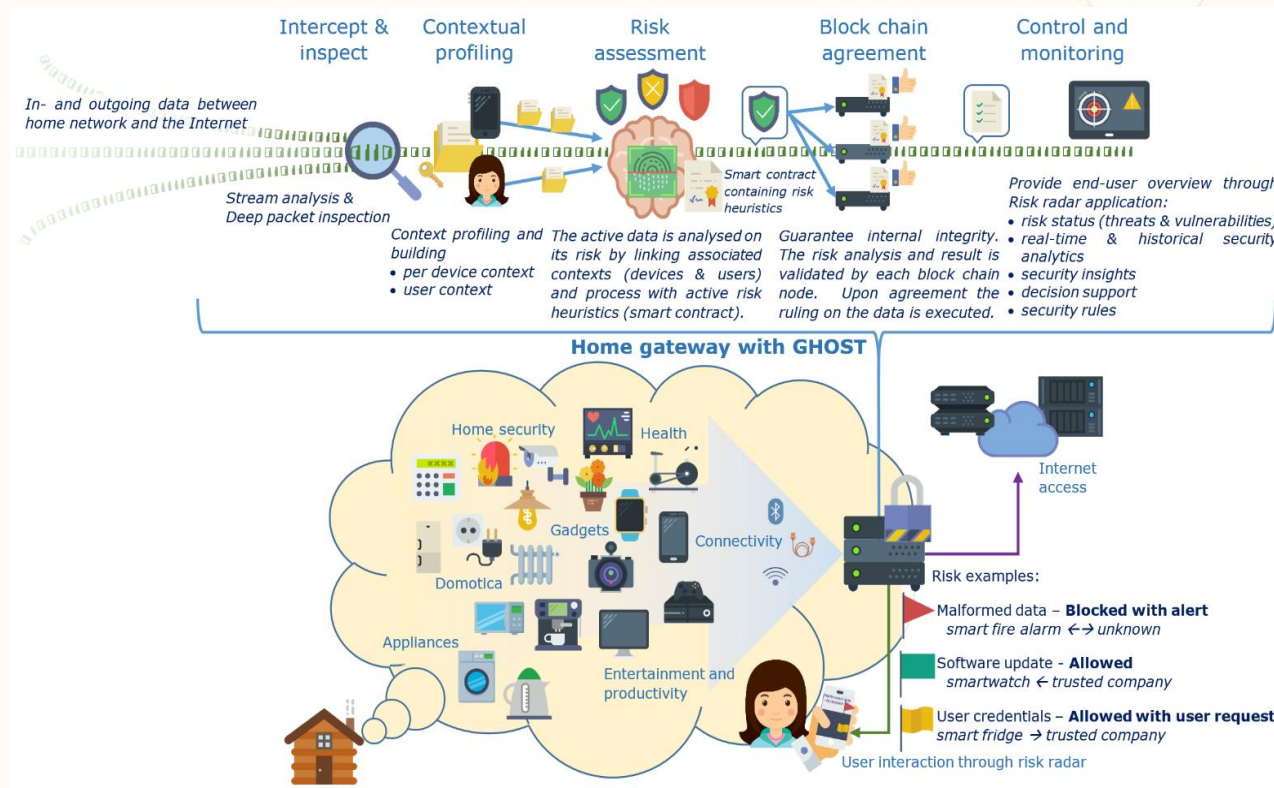 Intercept &
inspect
Contextual
profiling
Risk
assessment
Block chain
agreement
Control and
monitoring
In- and outgoing data between
home network and the Internet
Stream analysis &
Deep packet inspection
Context profiling and
building
• per device context
• user context
Smart contract
containing risk
heuristics
The active data is analysed on
its risk by linking associated
contexts (devices & users)
and process with active risk
heuristics (smart contract).
Guarantee internal integrity.
The risk analysis and result is
validated by each block chain
node. Upon agreement the
ruling on the data is executed.
Provide end-user overview through
Risk radar application:
• risk status (threats & vulnerabilities)
• real-time & historical security
analytics
• security insights
• decision support
• security rules
Home gateway with GHOST
Home security
Health
XXXX
Gadgets
Connectivity
Domotica
Appliances
Entertainment and
productivity
Internet
access
Risk examples:
Malformed data – Blocked with alert
smart fire alarm ←→ unknown
Software update - Allowed
smartwatch ← trusted company
User credentials – Allowed with user request
smart fridge → trusted company
User interaction through risk radar